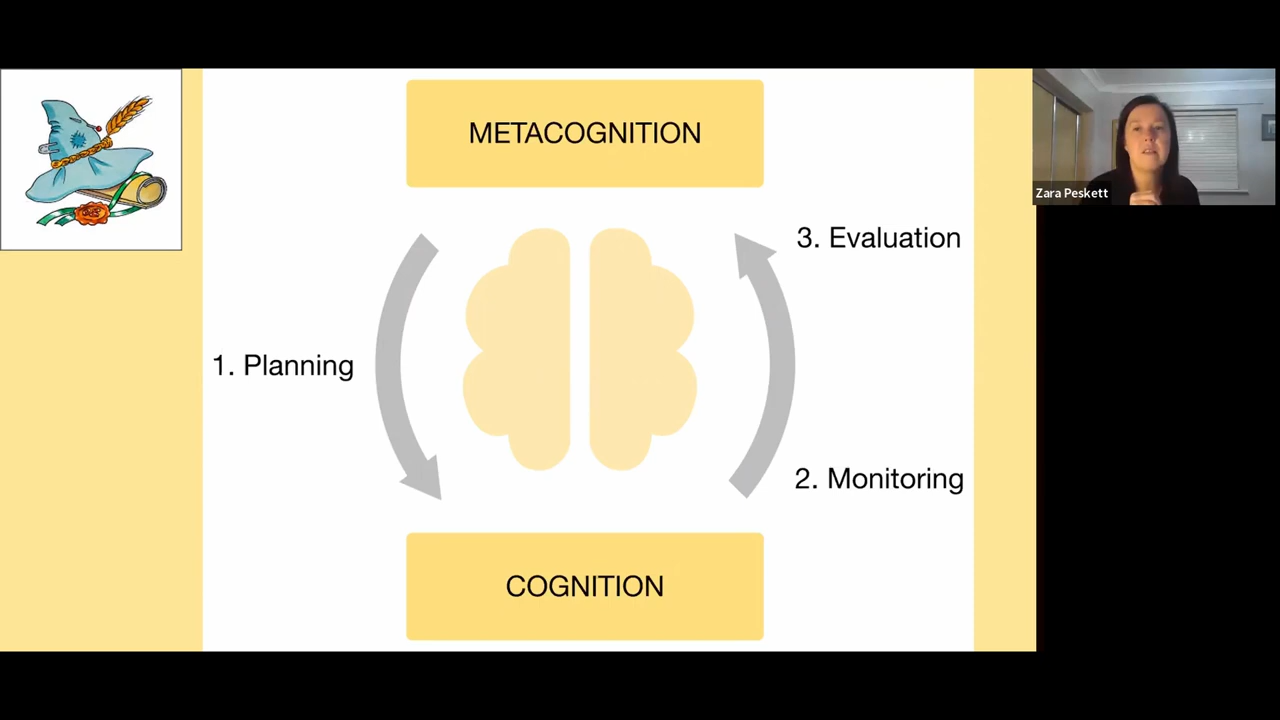 METACOGNITION
Zara Peskett
3. Evaluation
1. Planning
2. Monitoring
COGNITION